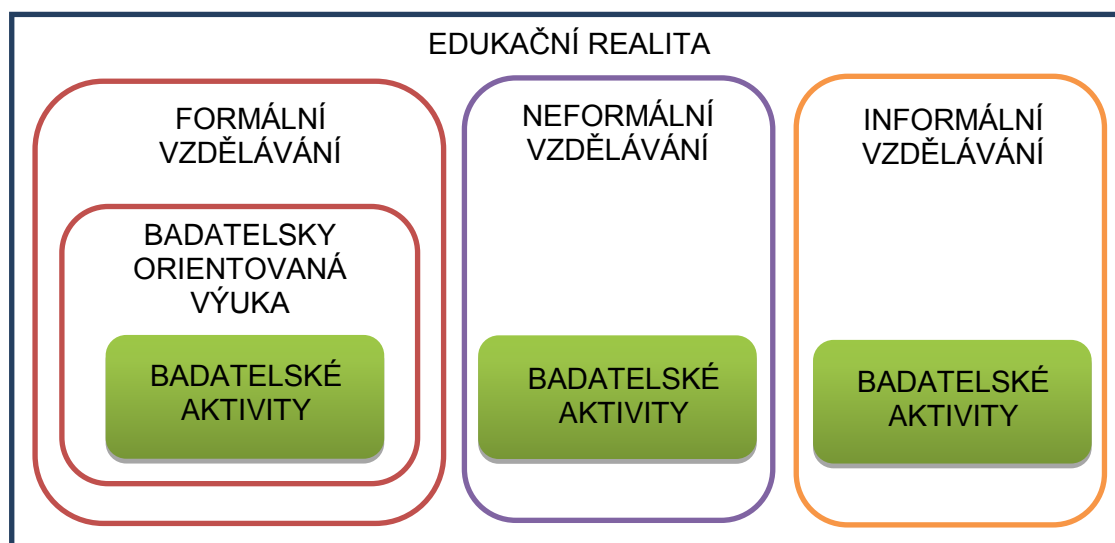 EDUKAČNÍ REALITA
FORMÁLNÍ
VZDĚLÁVÁNÍ
BADATELSKY
ORIENTOVANÁ
VÝUKA
BADATELSKÉ
AKTIVITY
NEFORMÁLNÍ
VZDĚLÁVÁNÍ
BADATELSKÉ
AKTIVITY
INFORMÁLNÍ
VZDĚLÁVÁNÍ
BADATELSKÉ
AKTIVITY